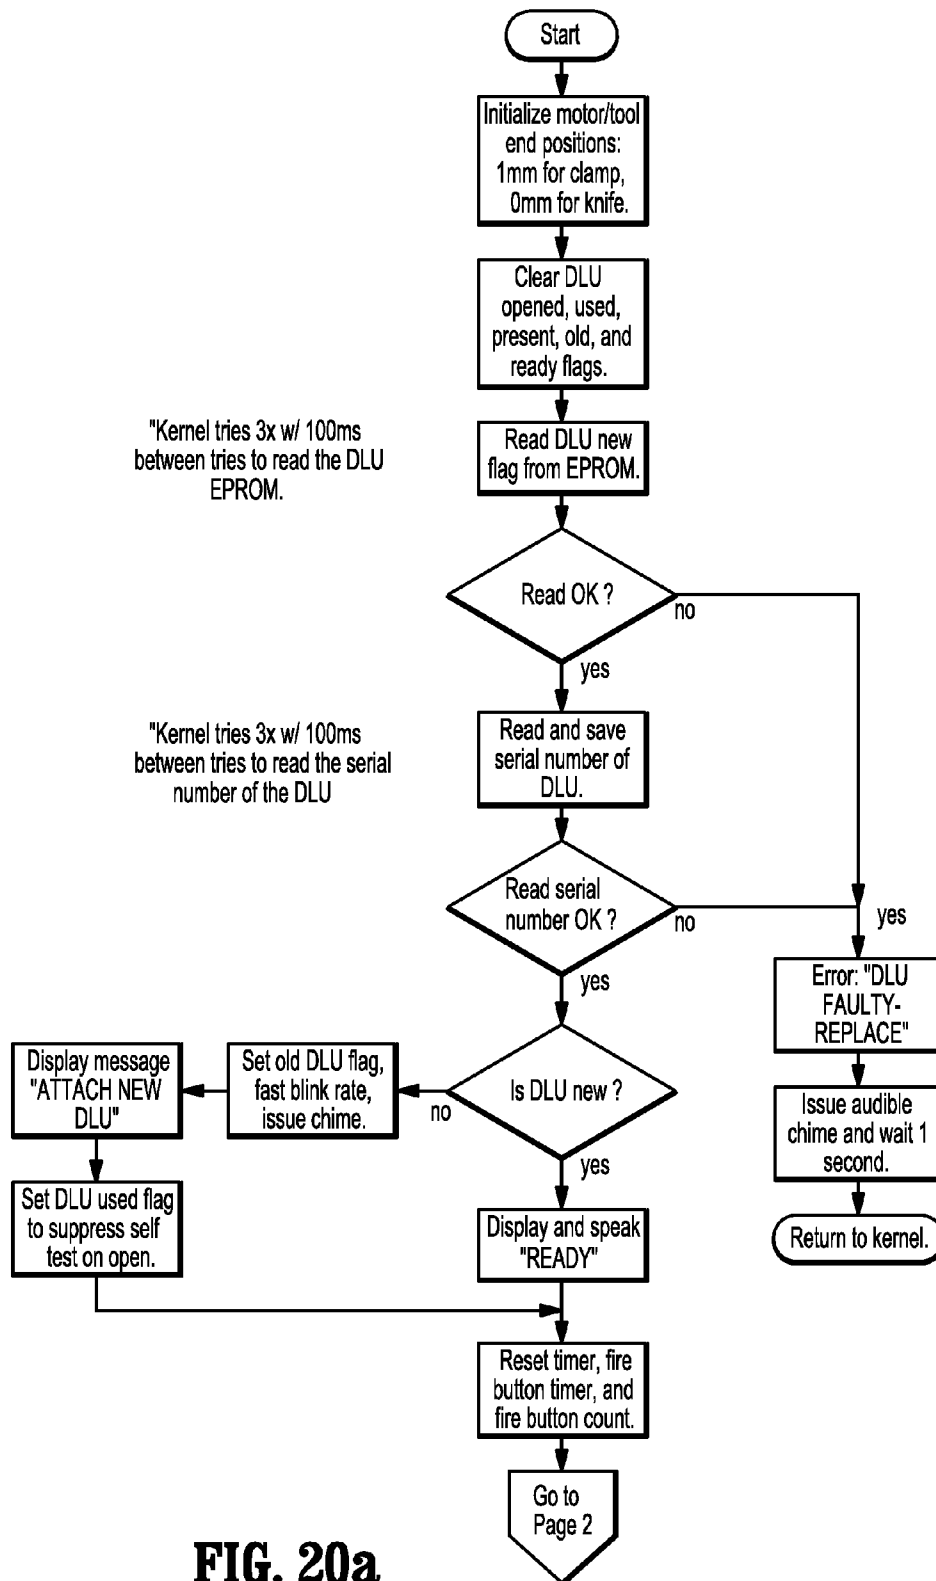 Start
Initialize motor/tool
end positions:
1mm for clamp,
0mm for knife.
Clear DLU
opened, used,
present, old, and
ready flags.
"Kernel tries 3x w/ 100ms
between tries to read the DLU
EPROM.
Read DLU new
flag from EPROM.
Read OK ?
no
yes
"Kernel tries 3x w/ 100ms
between tries to read the serial
number of the DLU
Read and save
serial number of
DLU.
Read serial
number OK ?
no
yes
yes
Error: "DLU
FAULTY-
REPLACE"
Display message
"ATTACH NEW
DLU"
Set old DLU flag,
fast blink rate,
issue chime.
no
Is DLU new ?
yes
Issue audible
chime and wait 1
second.
Set DLU used flag
to suppress self
test on open.
Display and speak
"READY"
Return to kernel.
Reset timer, fire
button timer, and
fire button count.
Go to
Page 2
FIG. 20a